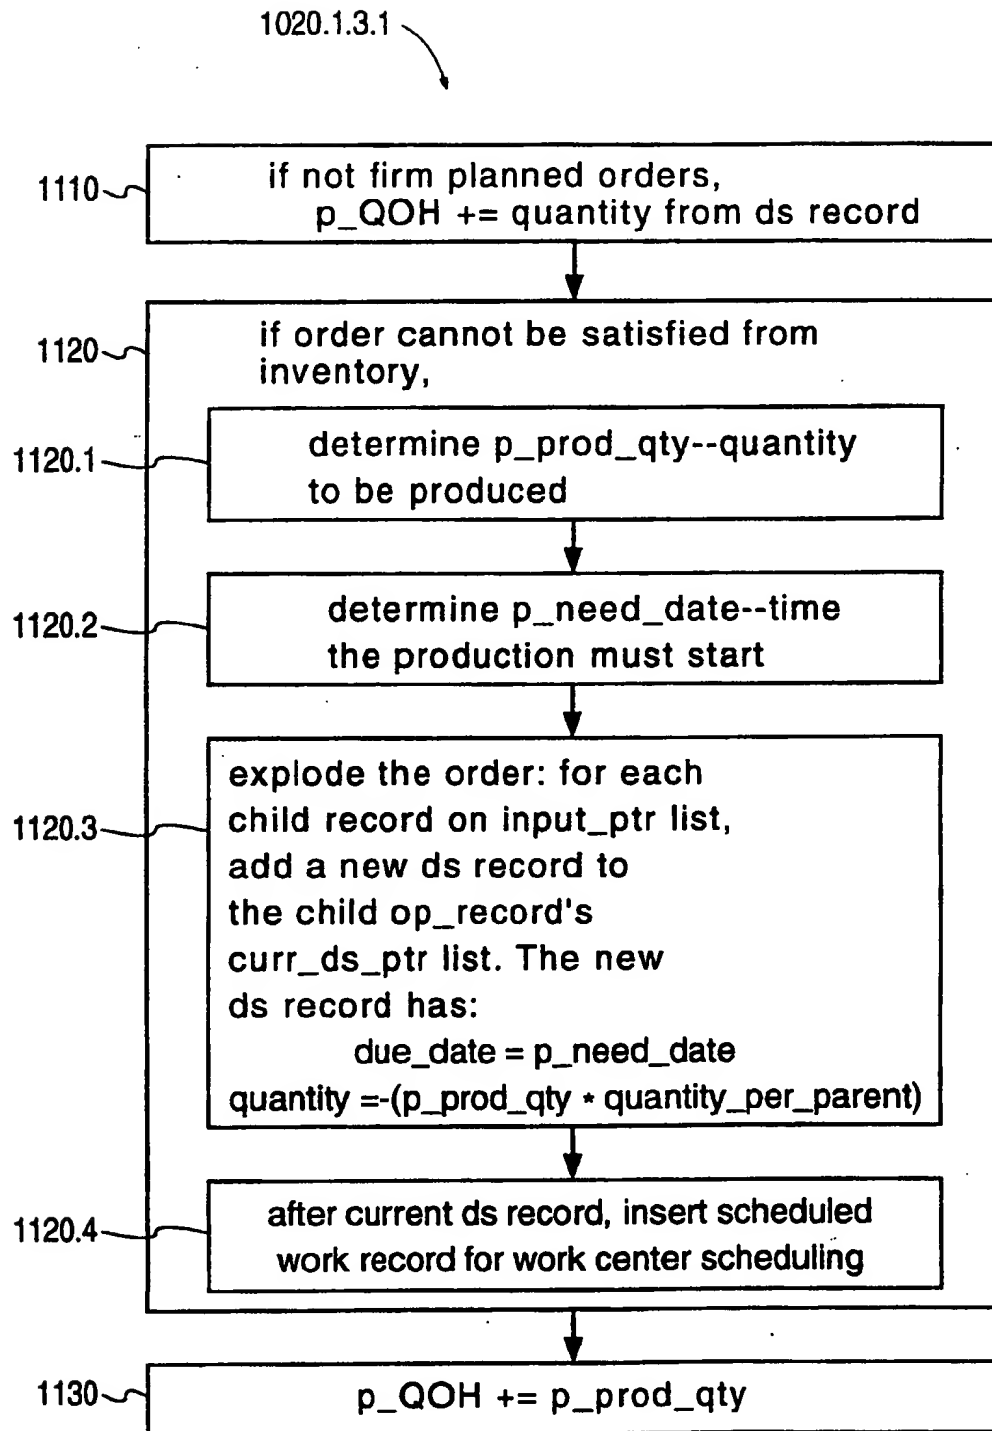 1020.1.3.1
1110
if not firm planned orders,
p_QOH += quantity from ds record
1120
if order cannot be satisfied from
inventory,
1120.1
determine p_prod_qty--quantity
to be produced
1120.2
determine p_need_date--time
the production must start
1120.3
explode the order: for each
child record on input_ptr list,
add a new ds record to
the child op_record's
curr_ds_ptr list. The new
ds record has:
due_date = p_need_date
quantity =-(p_prod_qty * quantity_per_parent)
1120.4
after current ds record, insert scheduled
work record for work center scheduling
1130
p_QOH += p_prod_qty